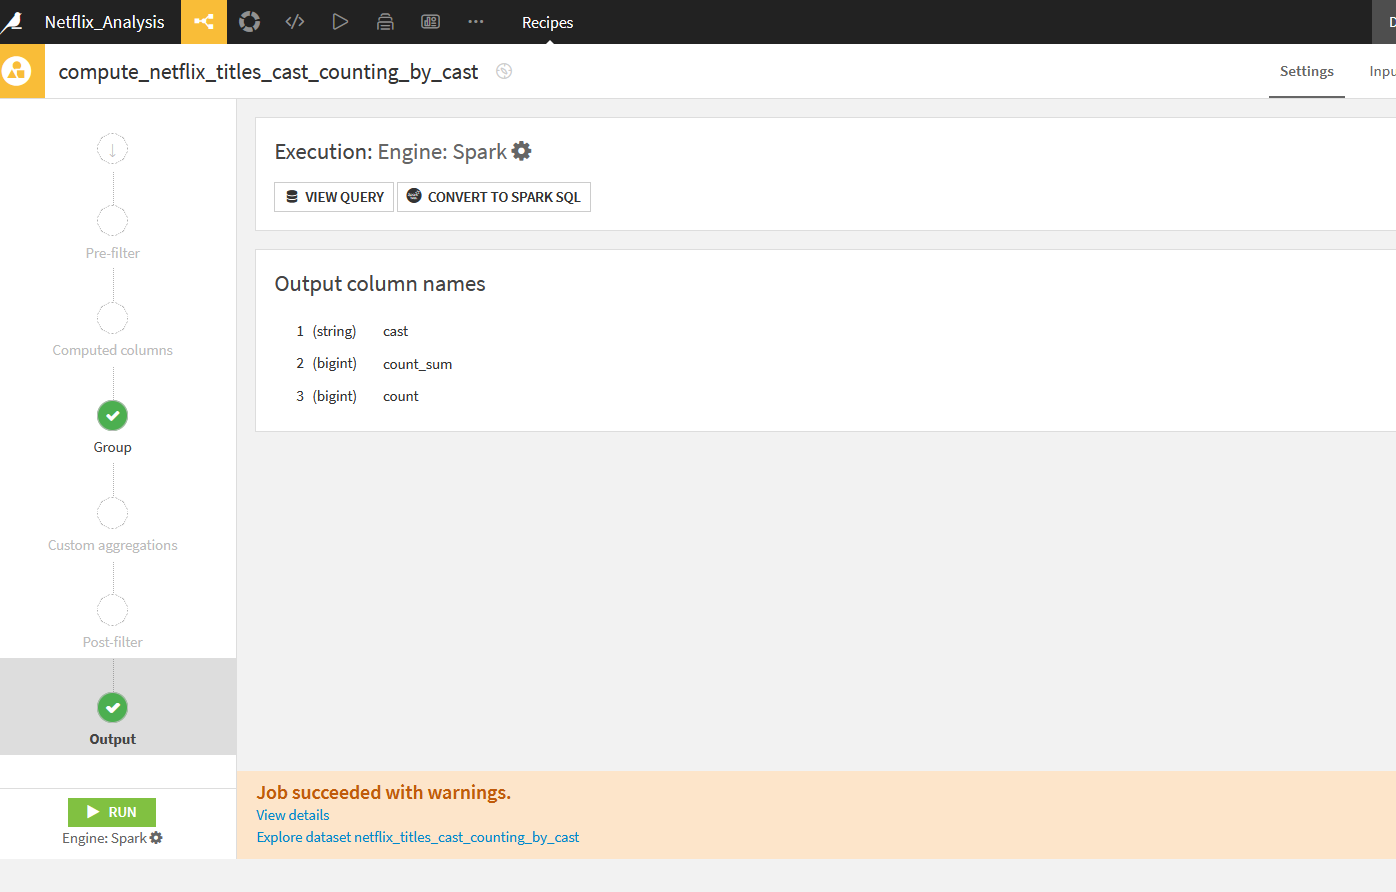 Netflix_Analysis
Recipes
D
compute_netflix_titles_cast_counting_by_cast
Settings
Inpu
Pre-filter
Computed columns
Group
Custom aggregations
Post-filter
Output
RUN
Engine: Spark
Execution: Engine: Spark
VIEW QUERY
CONVERT TO SPARK SQL
Output column names
1 (string) cast
2 (bigint) count_sum
3 (bigint) count
Job succeeded with warnings.
View details
Explore dataset netflix_titles_cast_counting_by_cast